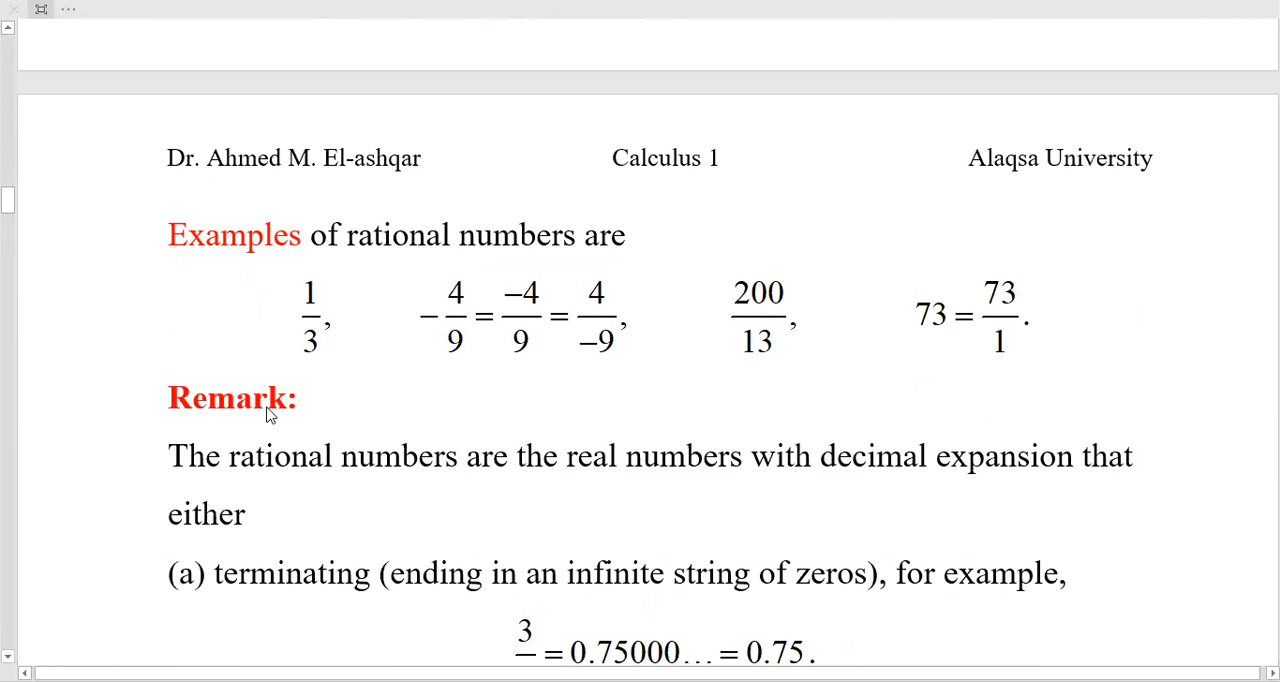 Dr. Ahmed M. El-ashqar Calculus 1 Alaqsa University
Examples of rational numbers are
1/3, −4/9 = −4/9 = 4/−9, 200/13, 73 = 73/1.
Remark:
The rational numbers are the real numbers with decimal expansion that
either
(a) terminating (ending in an infinite string of zeros), for example,
3
— = 0.75000... = 0.75.